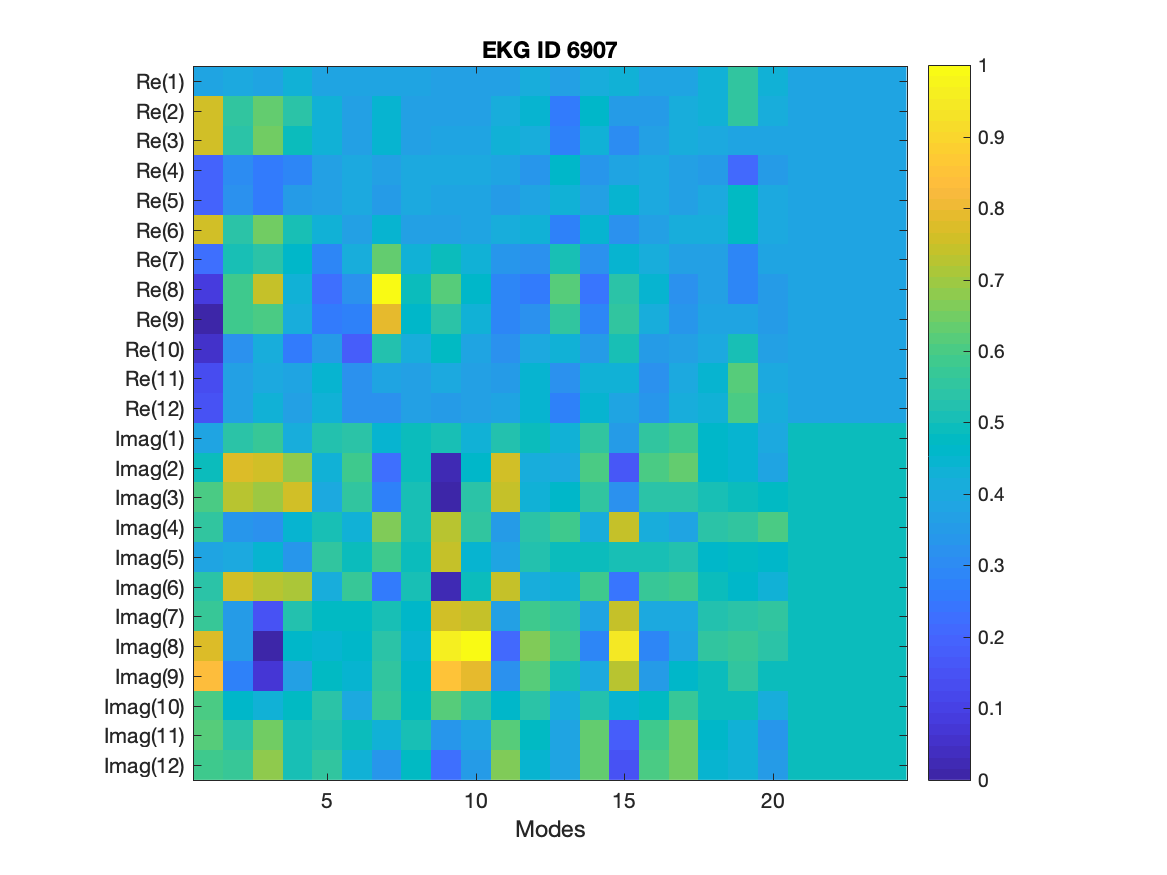 EKG ID 6907
Re(1)
Re(2)
Re(3)
Re(4)
Re(5)
Re(6)
Re(7)
Re(8)
Re(9)
Re(10)
Re(11)
Re(12)
Imag(1)
Imag(2)
Imag(3)
Imag(4)
Imag(5)
Imag(6)
Imag(7)
Imag(8)
Imag(9)
Imag(10)
Imag(11)
Imag(12)
5 10 15 20
Modes
1
0.9
0.8
0.7
0.6
0.5
0.4
0.3
0.2
0.1
0